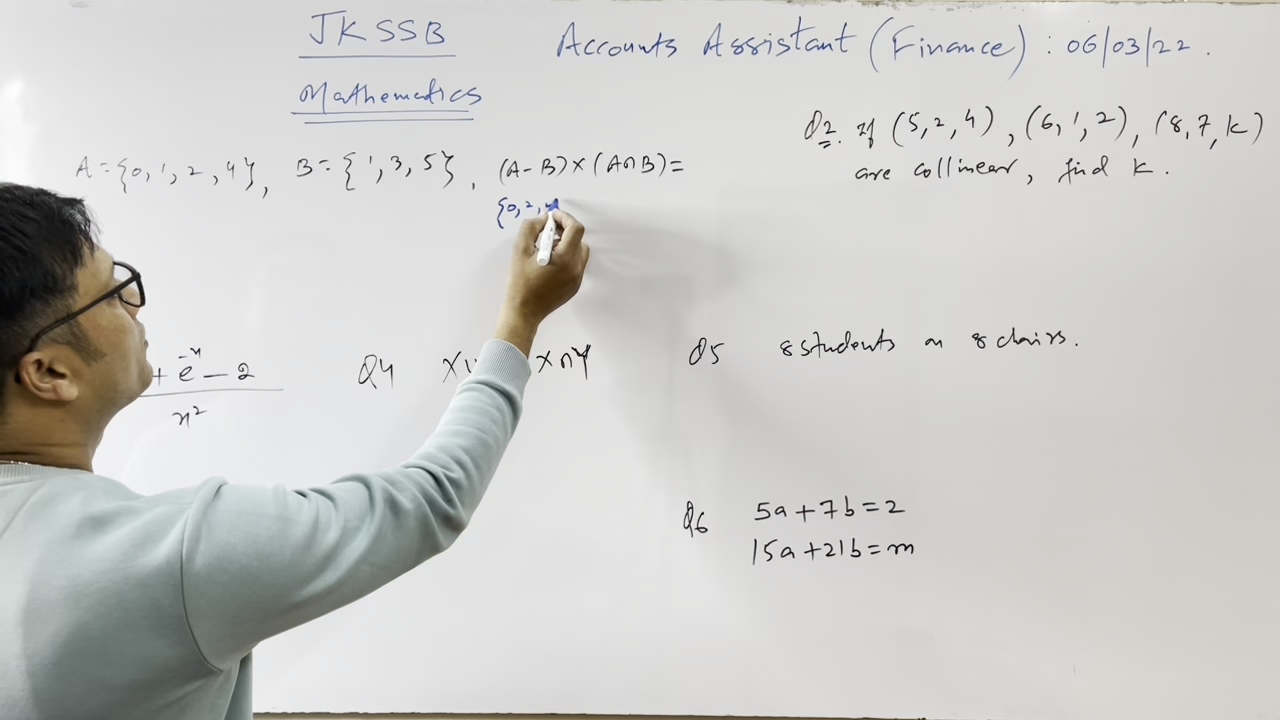 JKSSB
Accounts Assistant (Finance) : 06/03/22.
Mathematics
A = {0, 1, 2, 4}, B = {1, 3, 5}, (A-B)×(A∩B)=
{0, 2, 4
Q2. If (5, 2, 4), (6, 1, 2), (8, 7, k)
are collinear, find k.
+ e⁻ˣ - 2
x²
Q4 X∩Y
Q5 8 students on 8 chairs.
Q6 5a + 7b = 2
15a + 21b = m